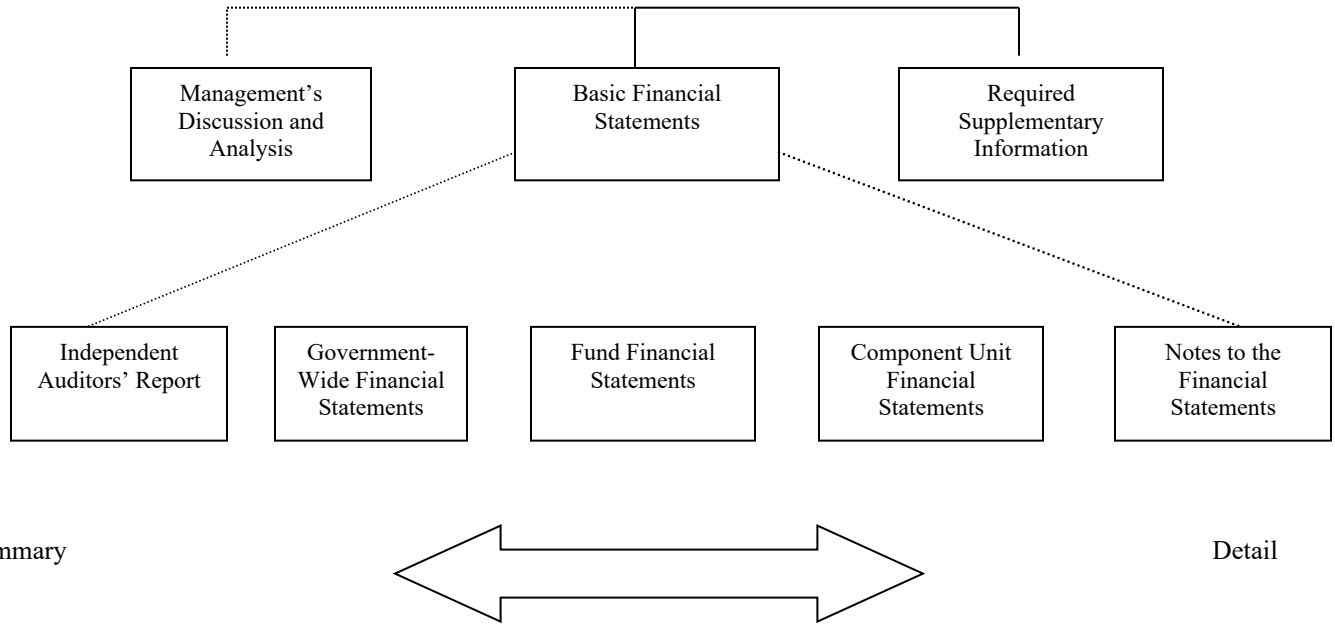 Management’s
Discussion and
Analysis
Basic Financial
Statements
Required
Supplementary
Information
Independent
Auditors’ Report
Government-
Wide Financial
Statements
Fund Financial
Statements
Component Unit
Financial
Statements
Notes to the
Financial
Statements
mmary
Detail